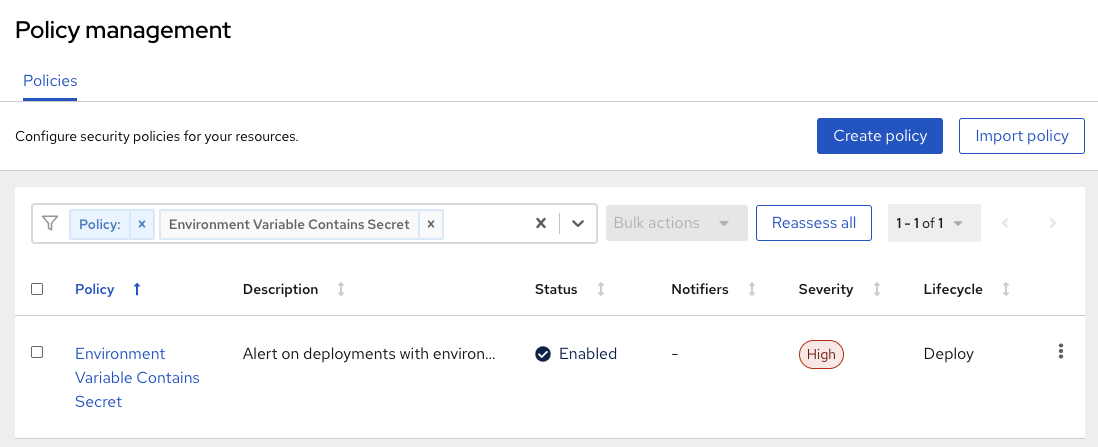 Policy management
Policies
Configure security policies for your resources.
Create policy
Import policy
Policy: ×
Environment Variable Contains Secret ×
Bulk actions
Reassess all
1 - 1 of 1
Policy
Description
Status
Notifiers
Severity
Lifecycle
Environment
Variable Contains
Secret
Alert on deployments with environ...
Enabled
-
High
Deploy